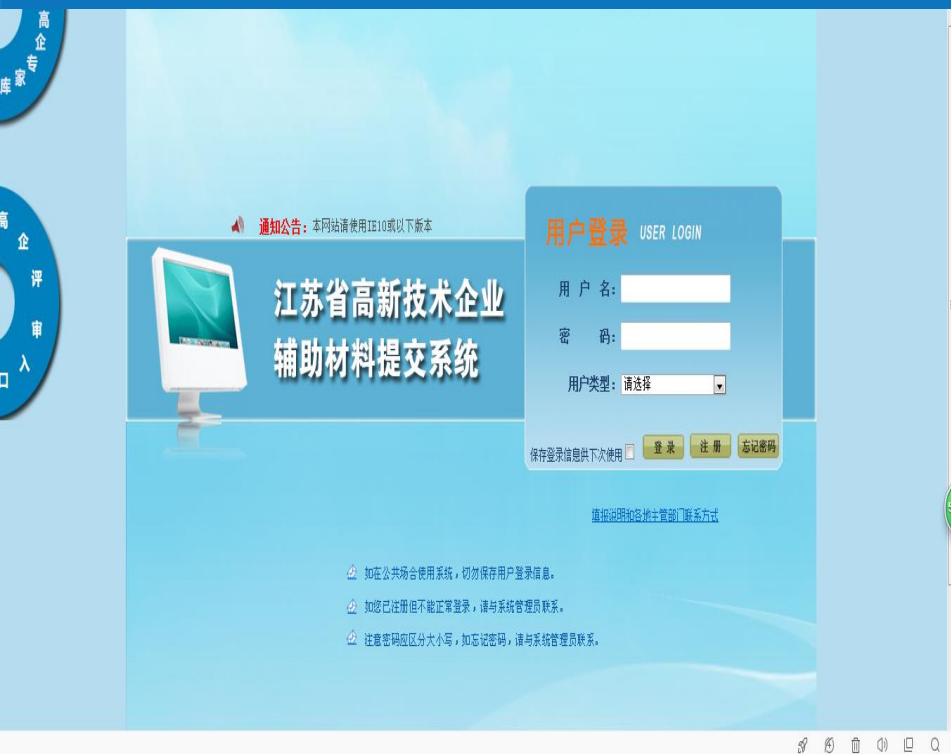 高企专家库
高企评审入口
通知公告：本网站请使用IE10或以下版本
江苏省高新技术企业
辅助材料提交系统
用户登录 USER LOGIN
用 户 名:
密 码:
用户类型: 请选择
保存登录信息供下次使用 登 录 注 册 忘记密码
填报说明和各地主管部门联系方式
如在公共场合使用系统，切勿保存用户登录信息。
如您已注册但不能正常登录，请与系统管理员联系。
注意密码应区分大小写，如忘记密码，请与系统管理员联系。